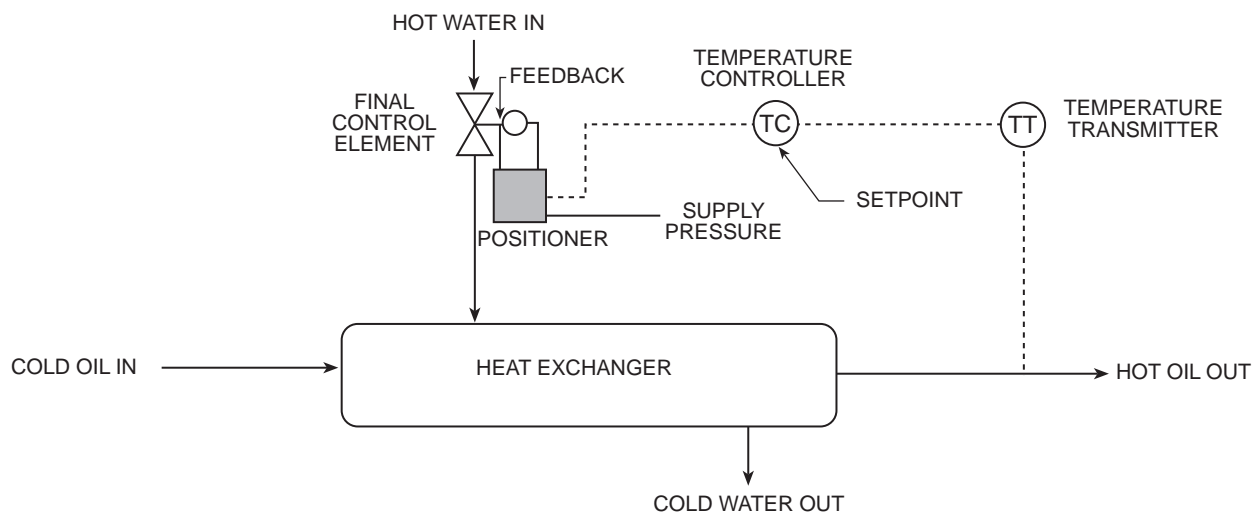 HOT WATER IN
FEEDBACK
TEMPERATURE
CONTROLLER
FINAL
CONTROL
ELEMENT
TC
TT
TEMPERATURE
TRANSMITTER
SETPOINT
SUPPLY
PRESSURE
POSITIONER
COLD OIL IN
HEAT EXCHANGER
HOT OIL OUT
COLD WATER OUT